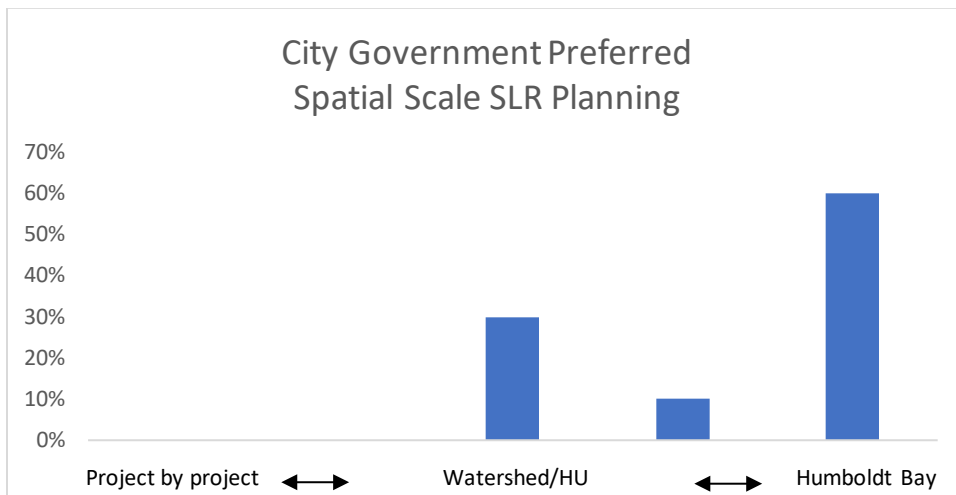 City Government Preferred
Spatial Scale SLR Planning
70%
60%
50%
40%
30%
20%
10%
0%
Project by project
Watershed/HU
Humboldt Bay